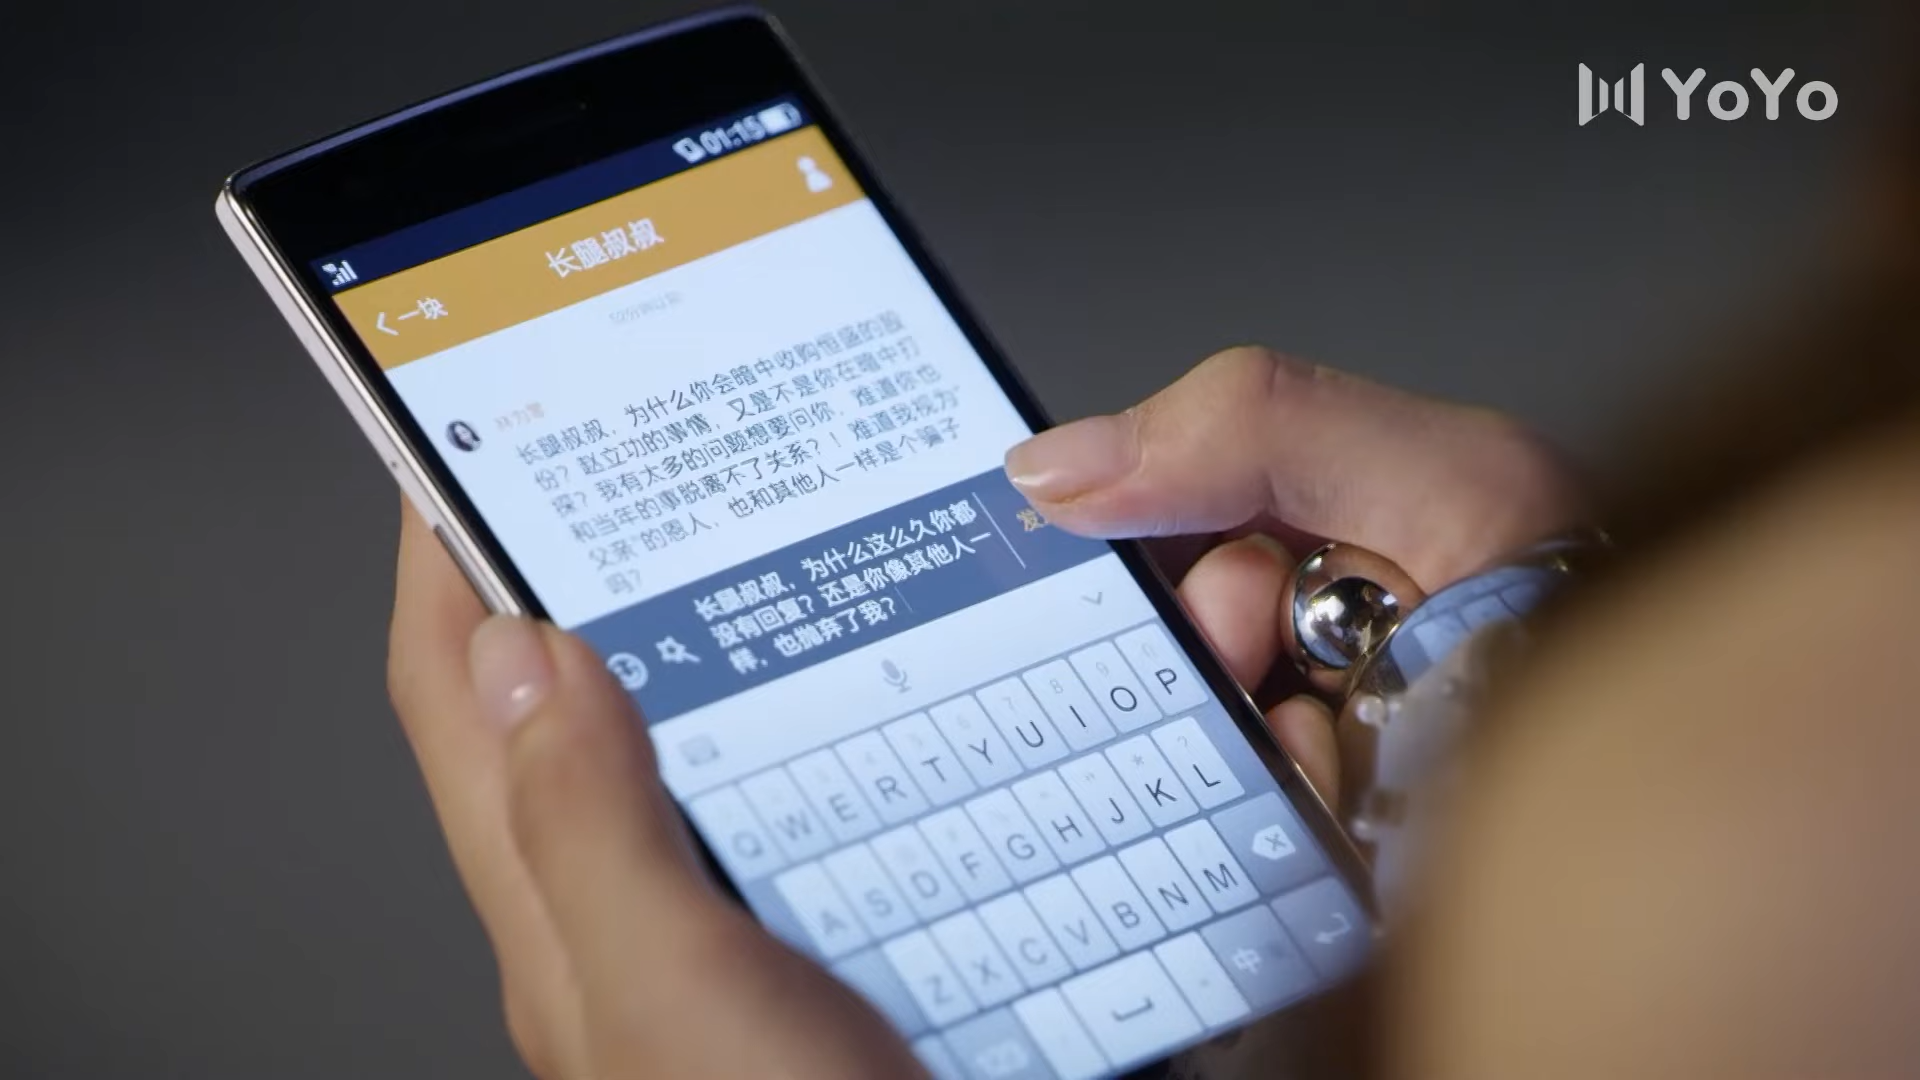 YoYo
01:15
长腿叔叔
一块
长腿叔叔，为什么你会暗中收购恒盛的股
份？赵立功的事情，又是不是你在暗中打
探？我有太多的问题想要问你，难道你也
和当年的事脱离不了关系？！难道我视为“
父亲”的恩人，也和其他人一样是个骗子
吗？
长腿叔叔，为什么这么久你都
没有回复？还是你像其他人一
样，也抛弃了我？
Q W E R T Y U I O P
A S D F G H J K L
Z X C V B N M
中